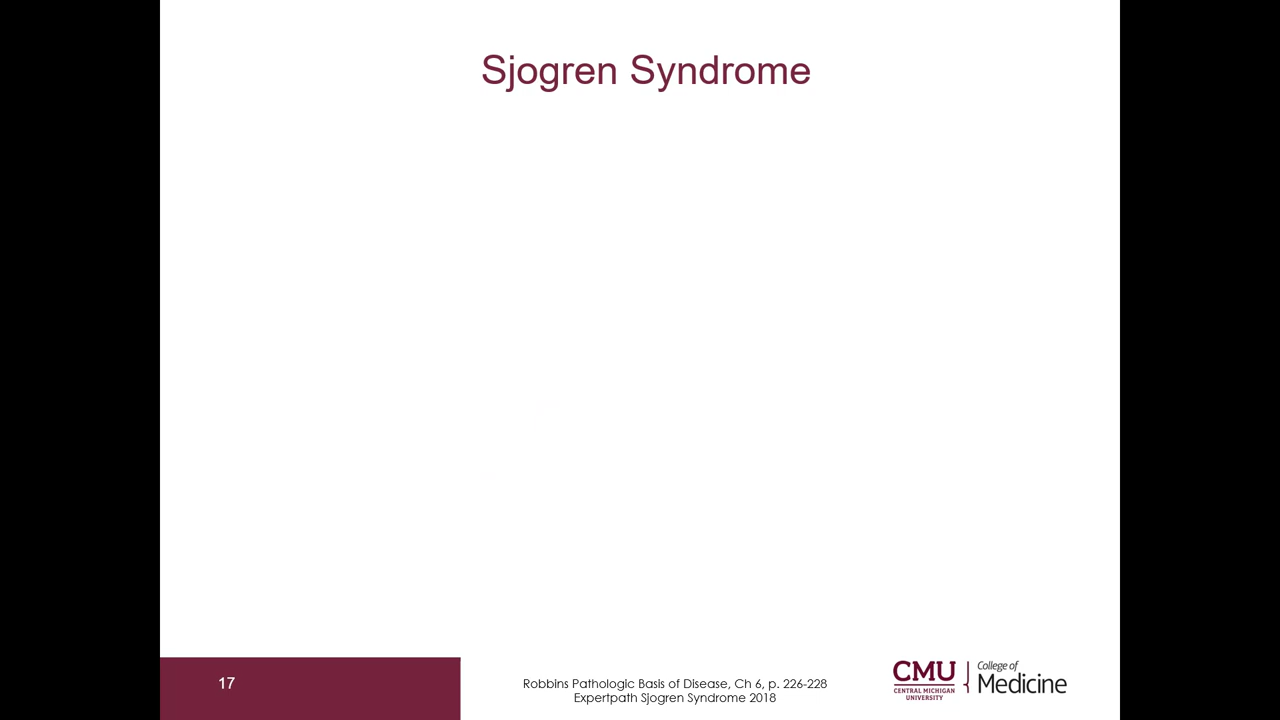 Sjogren Syndrome
17
Robbins Pathologic Basis of Disease, Ch 6, p. 226-228
Expertpath Sjogren Syndrome 2018
CMU
CENTRAL MICHIGAN
UNIVERSITY
College of
Medicine